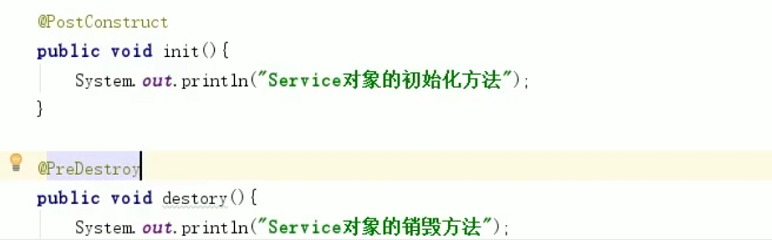 @PostConstruct
public void init(){
System.out.println("Service对象的初始化方法");
}
@PreDestroy
public void destory(){
System.out.println("Service对象的销毁方法");